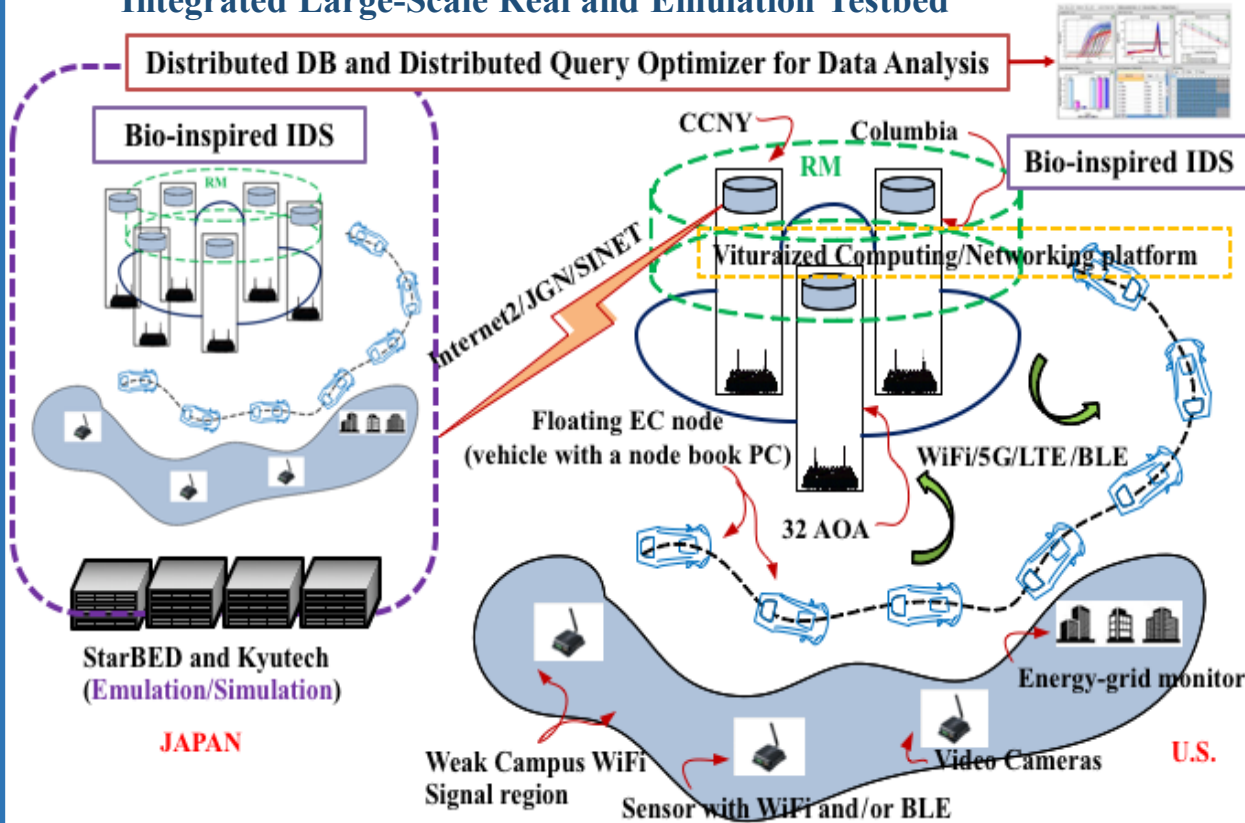 Integrated Large-Scale Real and Emulation Testbed
Distributed DB and Distributed Query Optimizer for Data Analysis
Bio-inspired IDS
RM
CCNY
Columbia
RM
Bio-inspired IDS
Vituraized Computing/Networking platform
Internet2/JGN/SINET
Floating EC node
(vehicle with a node book PC)
WiFi/5G/LTE/BLE
32 AOA
StarBED and Kyutech
(Emulation/Simulation)
JAPAN
Energy-grid monitor
Weak Campus WiFi
Signal region
Video Cameras
U.S.
Sensor with WiFi and/or BLE